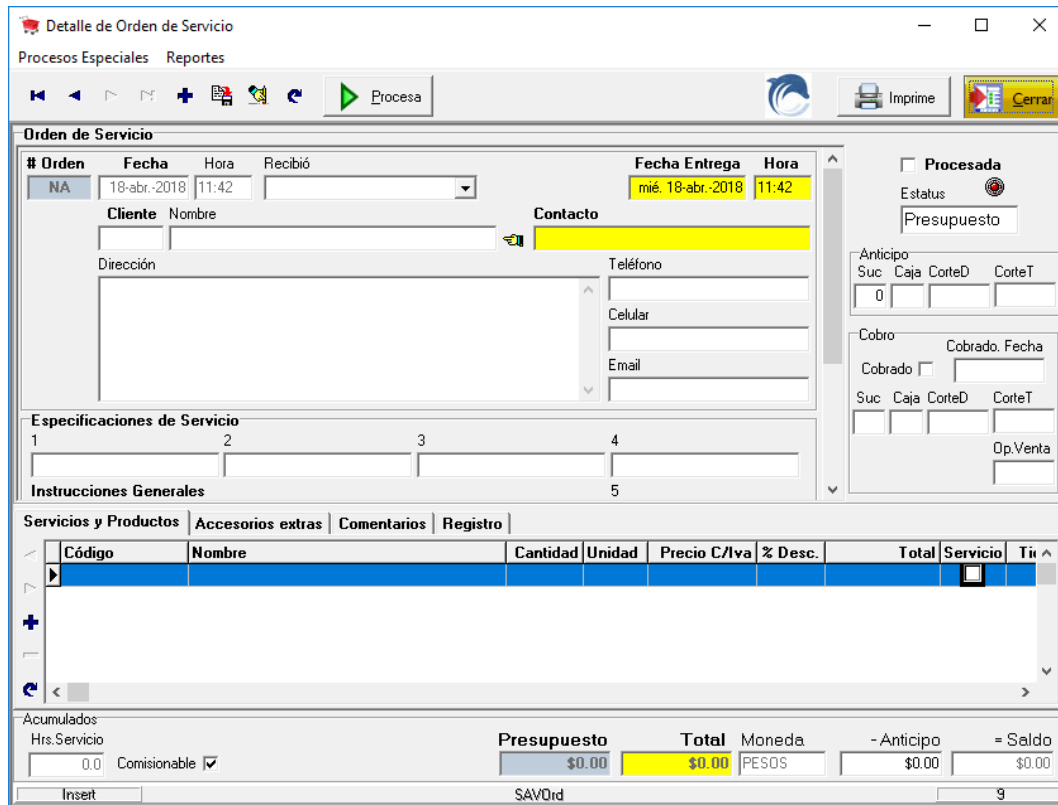 Detalle de Orden de Servicio
Procesos Especiales Reportes
Procesa
Imprime
Cerrar
Orden de Servicio
# Orden Fecha Hora Recibió Fecha Entrega Hora
NA 18-abr.-2018 11:42 mié. 18-abr.-2018 11:42
Cliente Nombre Contacto
Dirección Teléfono
Celular
Email
Procesada
Estatus
Presupuesto
Anticipo
Suc Caja CorteD CorteT
0
Cobro
Cobrado. Fecha
Cobrado
Suc Caja CorteD CorteT
Op.Venta
Especificaciones de Servicio
1 2 3 4
Instrucciones Generales 5
Servicios y Productos Accesorios extras Comentarios Registro
Código Nombre Cantidad Unidad Precio C/Iva % Desc. Total Servicio
Acumulados
Hrs.Servicio Presupuesto Total Moneda - Anticipo = Saldo
0.0 Comisionable $0.00 $0.00 PESOS $0.00 $0.00
Insert SAVOrd 9